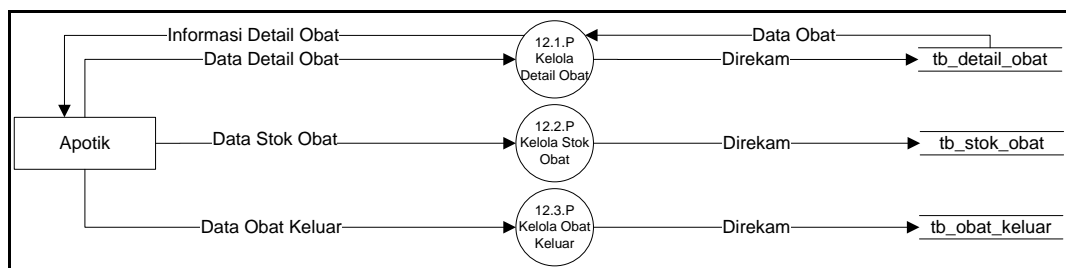 Informasi Detail Obat
Data Obat
12.1.P
Kelola
Detail Obat
Data Detail Obat
Direkam
tb_detail_obat
Apotik
Data Stok Obat
12.2.P
Kelola Stok
Obat
Direkam
tb_stok_obat
Data Obat Keluar
12.3.P
Kelola Obat
Keluar
Direkam
tb_obat_keluar